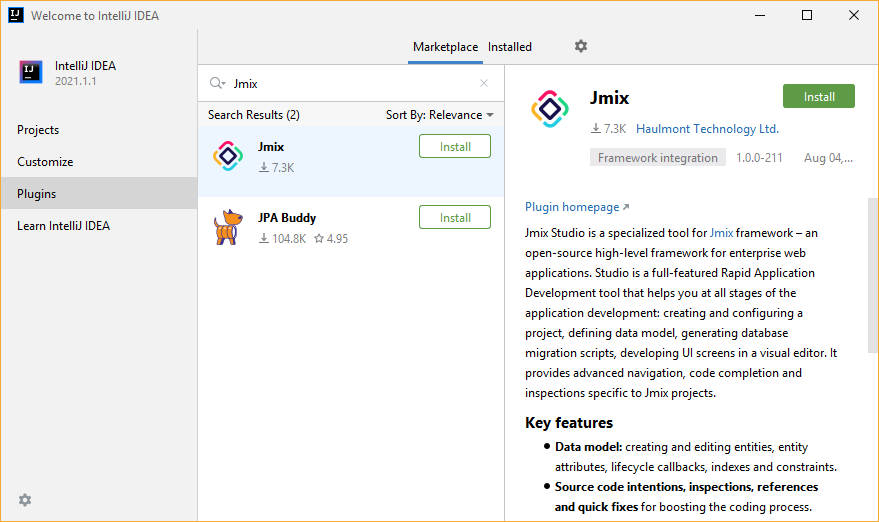 Welcome to IntelliJ IDEA
IntelliJ IDEA
2021.1.1
Projects
Customize
Plugins
Learn IntelliJ IDEA
Marketplace Installed
Jmix
Search Results (2) Sort By: Relevance
Jmix
7.3K
Install
JPA Buddy
104.8K 4.95
Install
Jmix
Install
7.3K Haulmont Technology Ltd.
Framework integration 1.0.0-211 Aug 04,...
Plugin homepage
Jmix Studio is a specialized tool for Jmix framework – an
open-source high-level framework for enterprise web
applications. Studio is a full-featured Rapid Application
Development tool that helps you at all stages of the
application development: creating and configuring a
project, defining data model, generating database
migration scripts, developing UI screens in a visual editor. It
provides advanced navigation, code completion and
inspections specific to Jmix projects.
Key features
• Data model: creating and editing entities, entity
attributes, lifecycle callbacks, indexes and constraints.
• Source code intentions, inspections, references
and quick fixes for boosting the coding process.